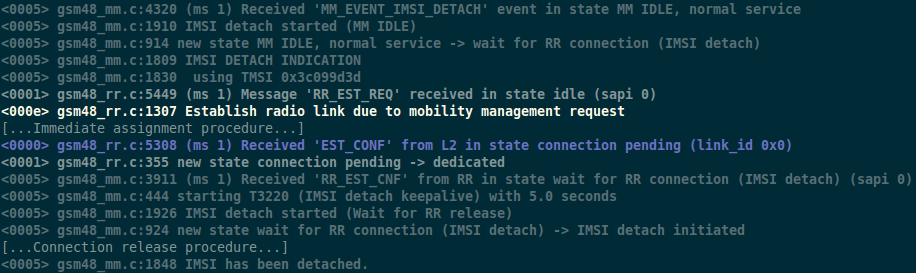 <0005> gsm48_mm.c:4320 (ms 1) Received 'MM_EVENT_IMSI_DETACH' event in state MM IDLE, normal service
<0005> gsm48_mm.c:1910 IMSI detach started (MM IDLE)
<0005> gsm48_mm.c:914 new state MM IDLE, normal service -> wait for RR connection (IMSI detach)
<0005> gsm48_mm.c:1809 IMSI DETACH INDICATION
<0005> gsm48_mm.c:1830  using TMSI 0x3c099d3d
<0001> gsm48_rr.c:5449 (ms 1) Message 'RR_EST_REQ' received in state idle (sapi 0)
<000e> gsm48_rr.c:1307 Establish radio link due to mobility management request
[...Immediate assignment procedure...]
<0000> gsm48_rr.c:5308 (ms 1) Received 'EST_CONF' from L2 in state connection pending (link_id 0x0)
<0001> gsm48_rr.c:355 new state connection pending -> dedicated
<0005> gsm48_mm.c:3911 (ms 1) Received 'RR_EST_CNF' from RR in state wait for RR connection (IMSI detach) (sapi 0)
<0005> gsm48_mm.c:444 starting T3220 (IMSI detach keepalive) with 5.0 seconds
<0005> gsm48_mm.c:1926 IMSI detach started (Wait for RR release)
<0005> gsm48_mm.c:924 new state wait for RR connection (IMSI detach) -> IMSI detach initiated
[...Connection release procedure...]
<0005> gsm48_mm.c:1848 IMSI has been detached.